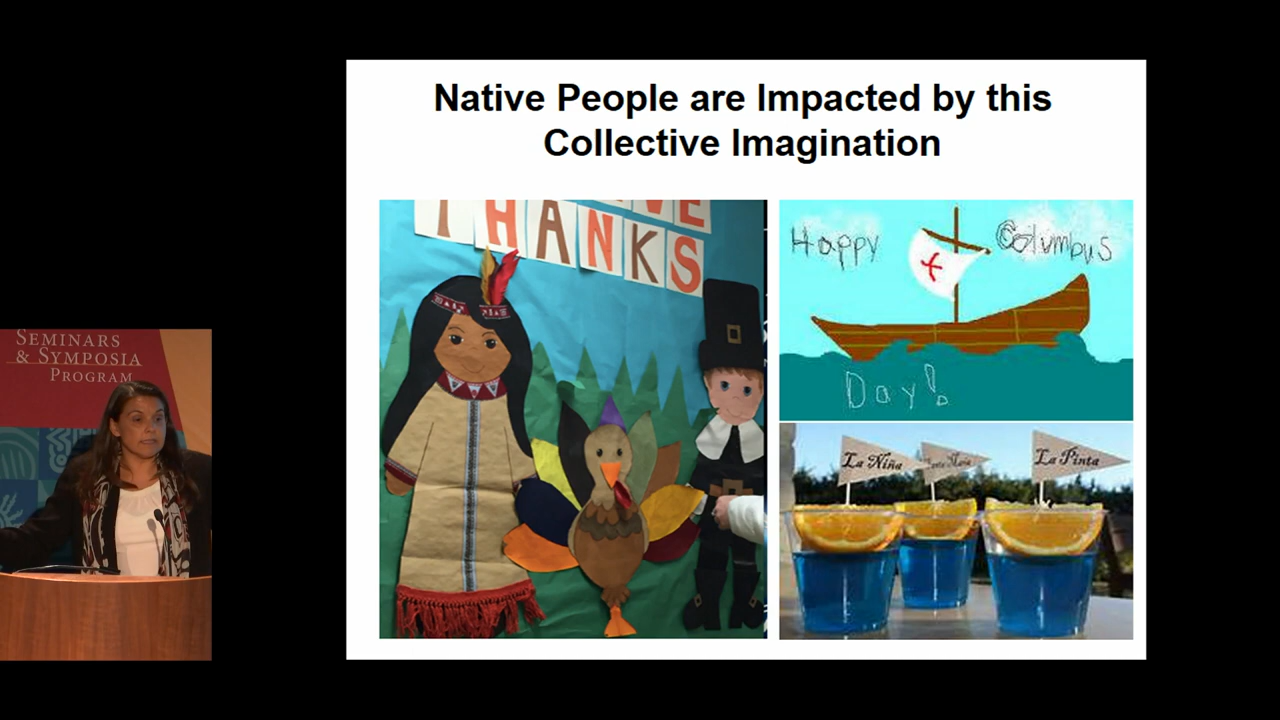 SEMINARS
& SYMPOSIA
PROGRAM
Native People are Impacted by this
Collective Imagination
THANKS
Happy Columbus
Day!
La Niña
La Pinta